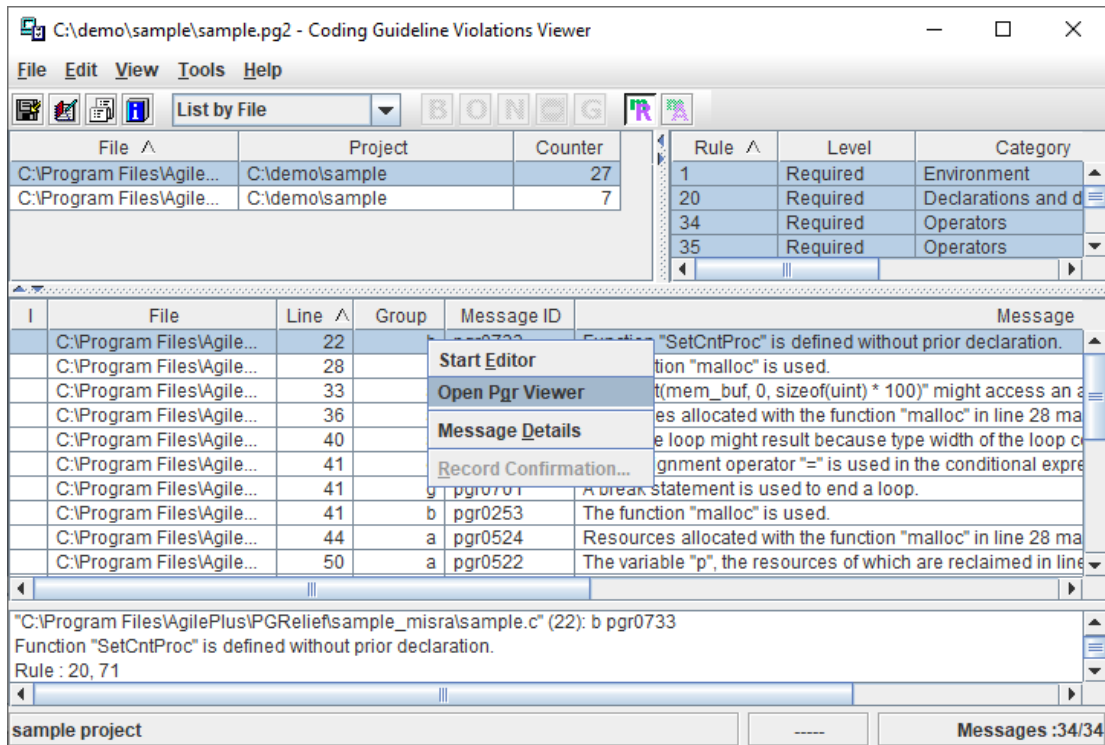 C:\demo\sample\sample.pg2 - Coding Guideline Violations Viewer
File Edit View Tools Help
List by File B O N G R A
File Project Counter
C:\Program Files\Agile... C:\demo\sample 27
C:\Program Files\Agile... C:\demo\sample 7
Rule Level Category
1 Required Environment
20 Required Declarations and d
34 Required Operators
35 Required Operators
I File Line Group Message ID Message
C:\Program Files\Agile... 22 Function "SetCntProc" is defined without prior declaration.
C:\Program Files\Agile... 28 tion "malloc" is used.
C:\Program Files\Agile... 33 t(mem_buf, 0, sizeof(uint) * 100)" might access an a
C:\Program Files\Agile... 36 es allocated with the function "malloc" in line 28 ma
C:\Program Files\Agile... 40 e loop might result because type width of the loop c
C:\Program Files\Agile... 41 gnment operator "=" is used in the conditional expre
C:\Program Files\Agile... 41 g pgr0701 A break statement is used to end a loop.
C:\Program Files\Agile... 41 b pgr0253 The function "malloc" is used.
C:\Program Files\Agile... 44 a pgr0524 Resources allocated with the function "malloc" in line 28 ma
C:\Program Files\Agile... 50 a pgr0522 The variable "p", the resources of which are reclaimed in line
Start Editor
Open Pgr Viewer
Message Details
Record Confirmation...
"C:\Program Files\AgilePlus\PGRelief\sample_misra\sample.c" (22): b pgr0733
Function "SetCntProc" is defined without prior declaration.
Rule : 20, 71
sample project ----- Messages :34/34